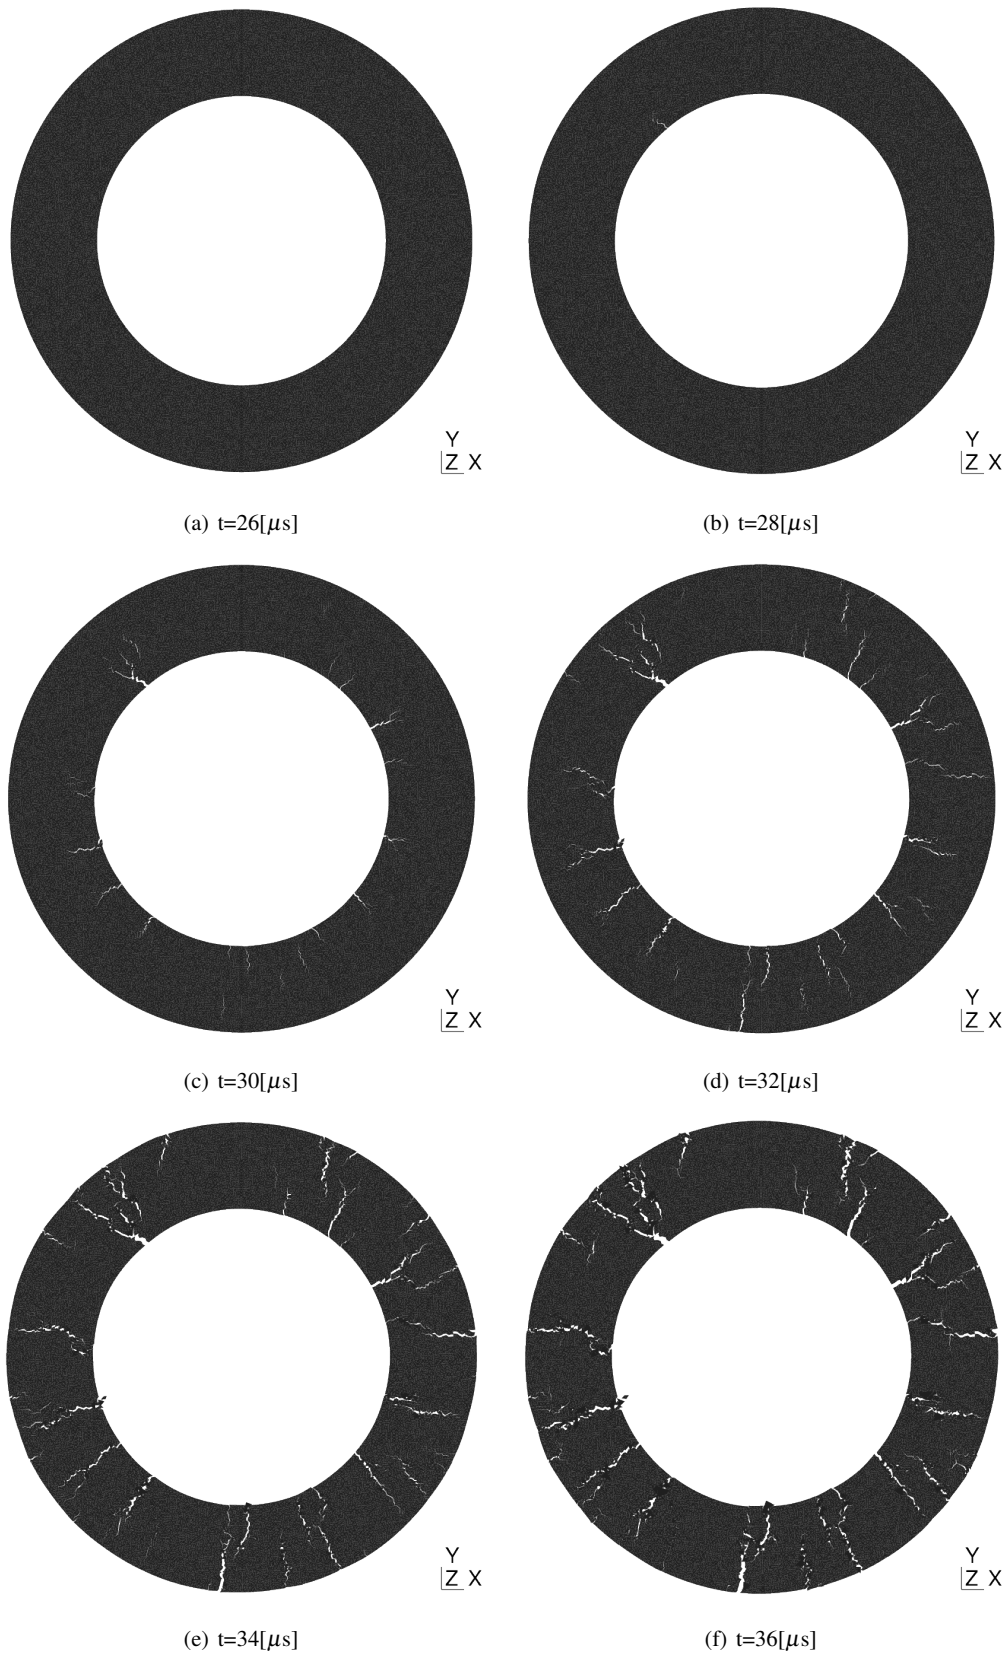 Y Y
Z X Z X
(a) t=26[μs] (b) t=28[μs]
Y Y
Z X Z X
(c) t=30[μs] (d) t=32[μs]
Y Y
Z X Z X
(e) t=34[μs] (f) t=36[μs]